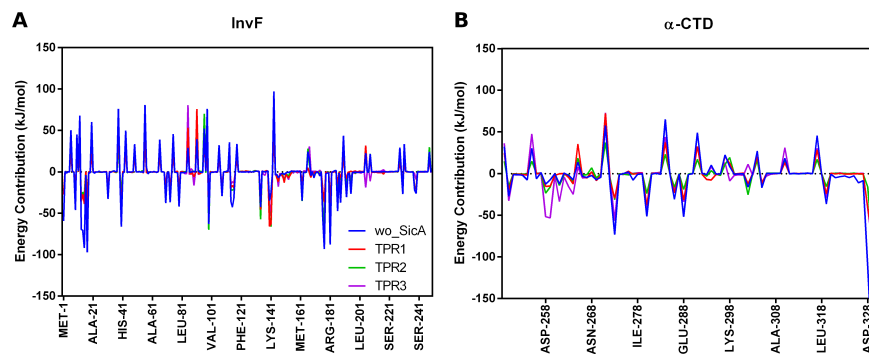 A
InvF
Energy Contribution (kJ/mol)
150
100
50
0
-50
-100
-150
wo_SicA
TPR1
TPR2
TPR3
MET-1
ALA-21
HIS-41
ALA-61
LEU-81
VAL-101
PHE-121
LYS-141
MET-161
ARG-181
LEU-201
SER-221
SER-241
B
α-CTD
Energy Contribution (kJ/mol)
150
100
50
0
-50
-100
-150
ASP-258
ASN-268
ILE-278
GLU-288
LYS-298
ALA-308
LEU-318
ASP-328